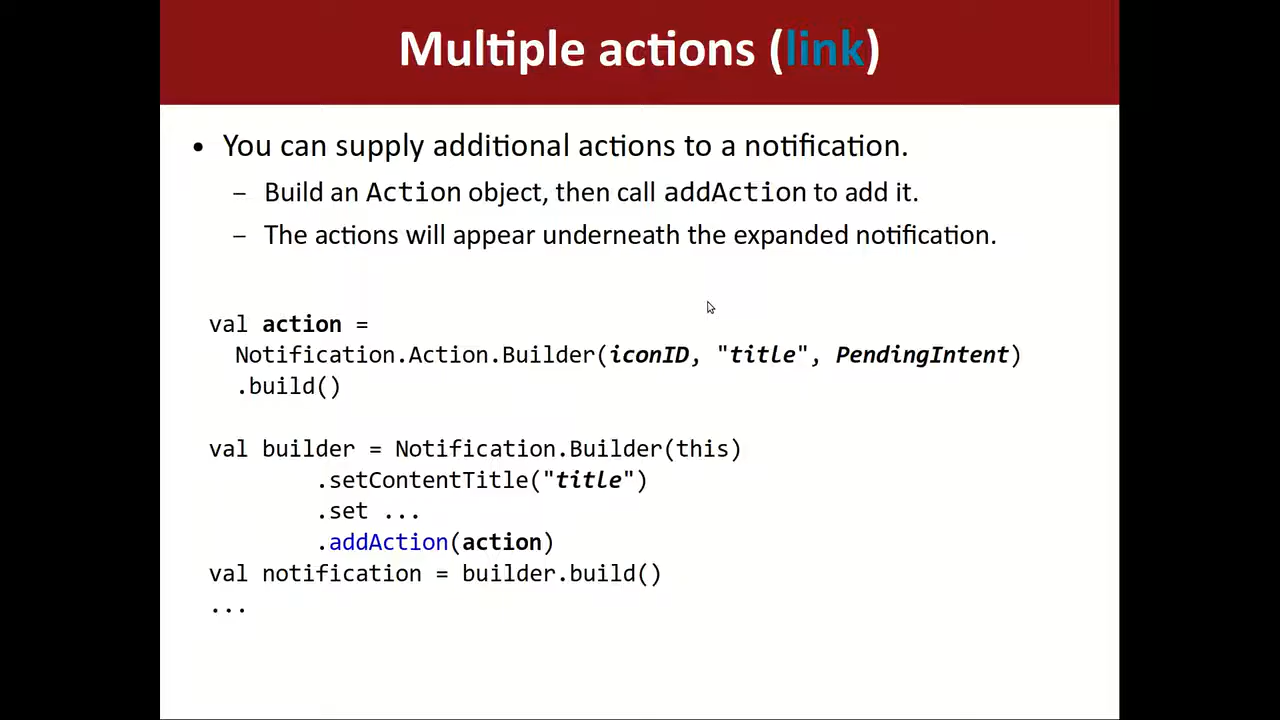 Multiple actions (link)
• You can supply additional actions to a notification.
– Build an Action object, then call addAction to add it.
– The actions will appear underneath the expanded notification.
val action =
  Notification.Action.Builder(iconID, "title", PendingIntent)
  .build()
val builder = Notification.Builder(this)
        .setContentTitle("title")
        .set ...
        .addAction(action)
val notification = builder.build()
...